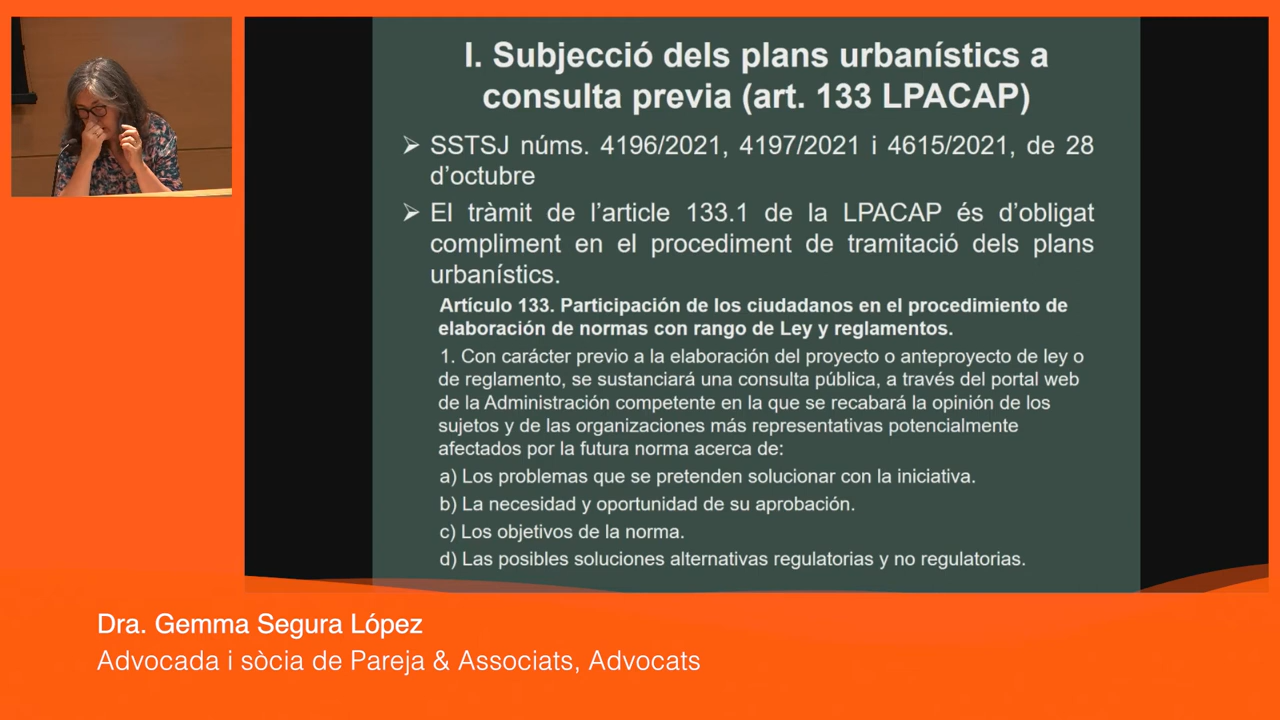 I. Subjecció dels plans urbanístics a
consulta previa (art. 133 LPACAP)
➢ SSTSJ núms. 4196/2021, 4197/2021 i 4615/2021, de 28
d’octubre
➢ El tràmit de l’article 133.1 de la LPACAP és d’obligat
compliment en el procediment de tramitació dels plans
urbanístics.
Artículo 133. Participación de los ciudadanos en el procedimiento de
elaboración de normas con rango de Ley y reglamentos.
1. Con carácter previo a la elaboración del proyecto o anteproyecto de ley o
de reglamento, se sustanciará una consulta pública, a través del portal web
de la Administración competente en la que se recabará la opinión de los
sujetos y de las organizaciones más representativas potencialmente
afectados por la futura norma acerca de:
a) Los problemas que se pretenden solucionar con la iniciativa.
b) La necesidad y oportunidad de su aprobación.
c) Los objetivos de la norma.
d) Las posibles soluciones alternativas regulatorias y no regulatorias.
Dra. Gemma Segura López
Advocada i sòcia de Pareja & Associats, Advocats